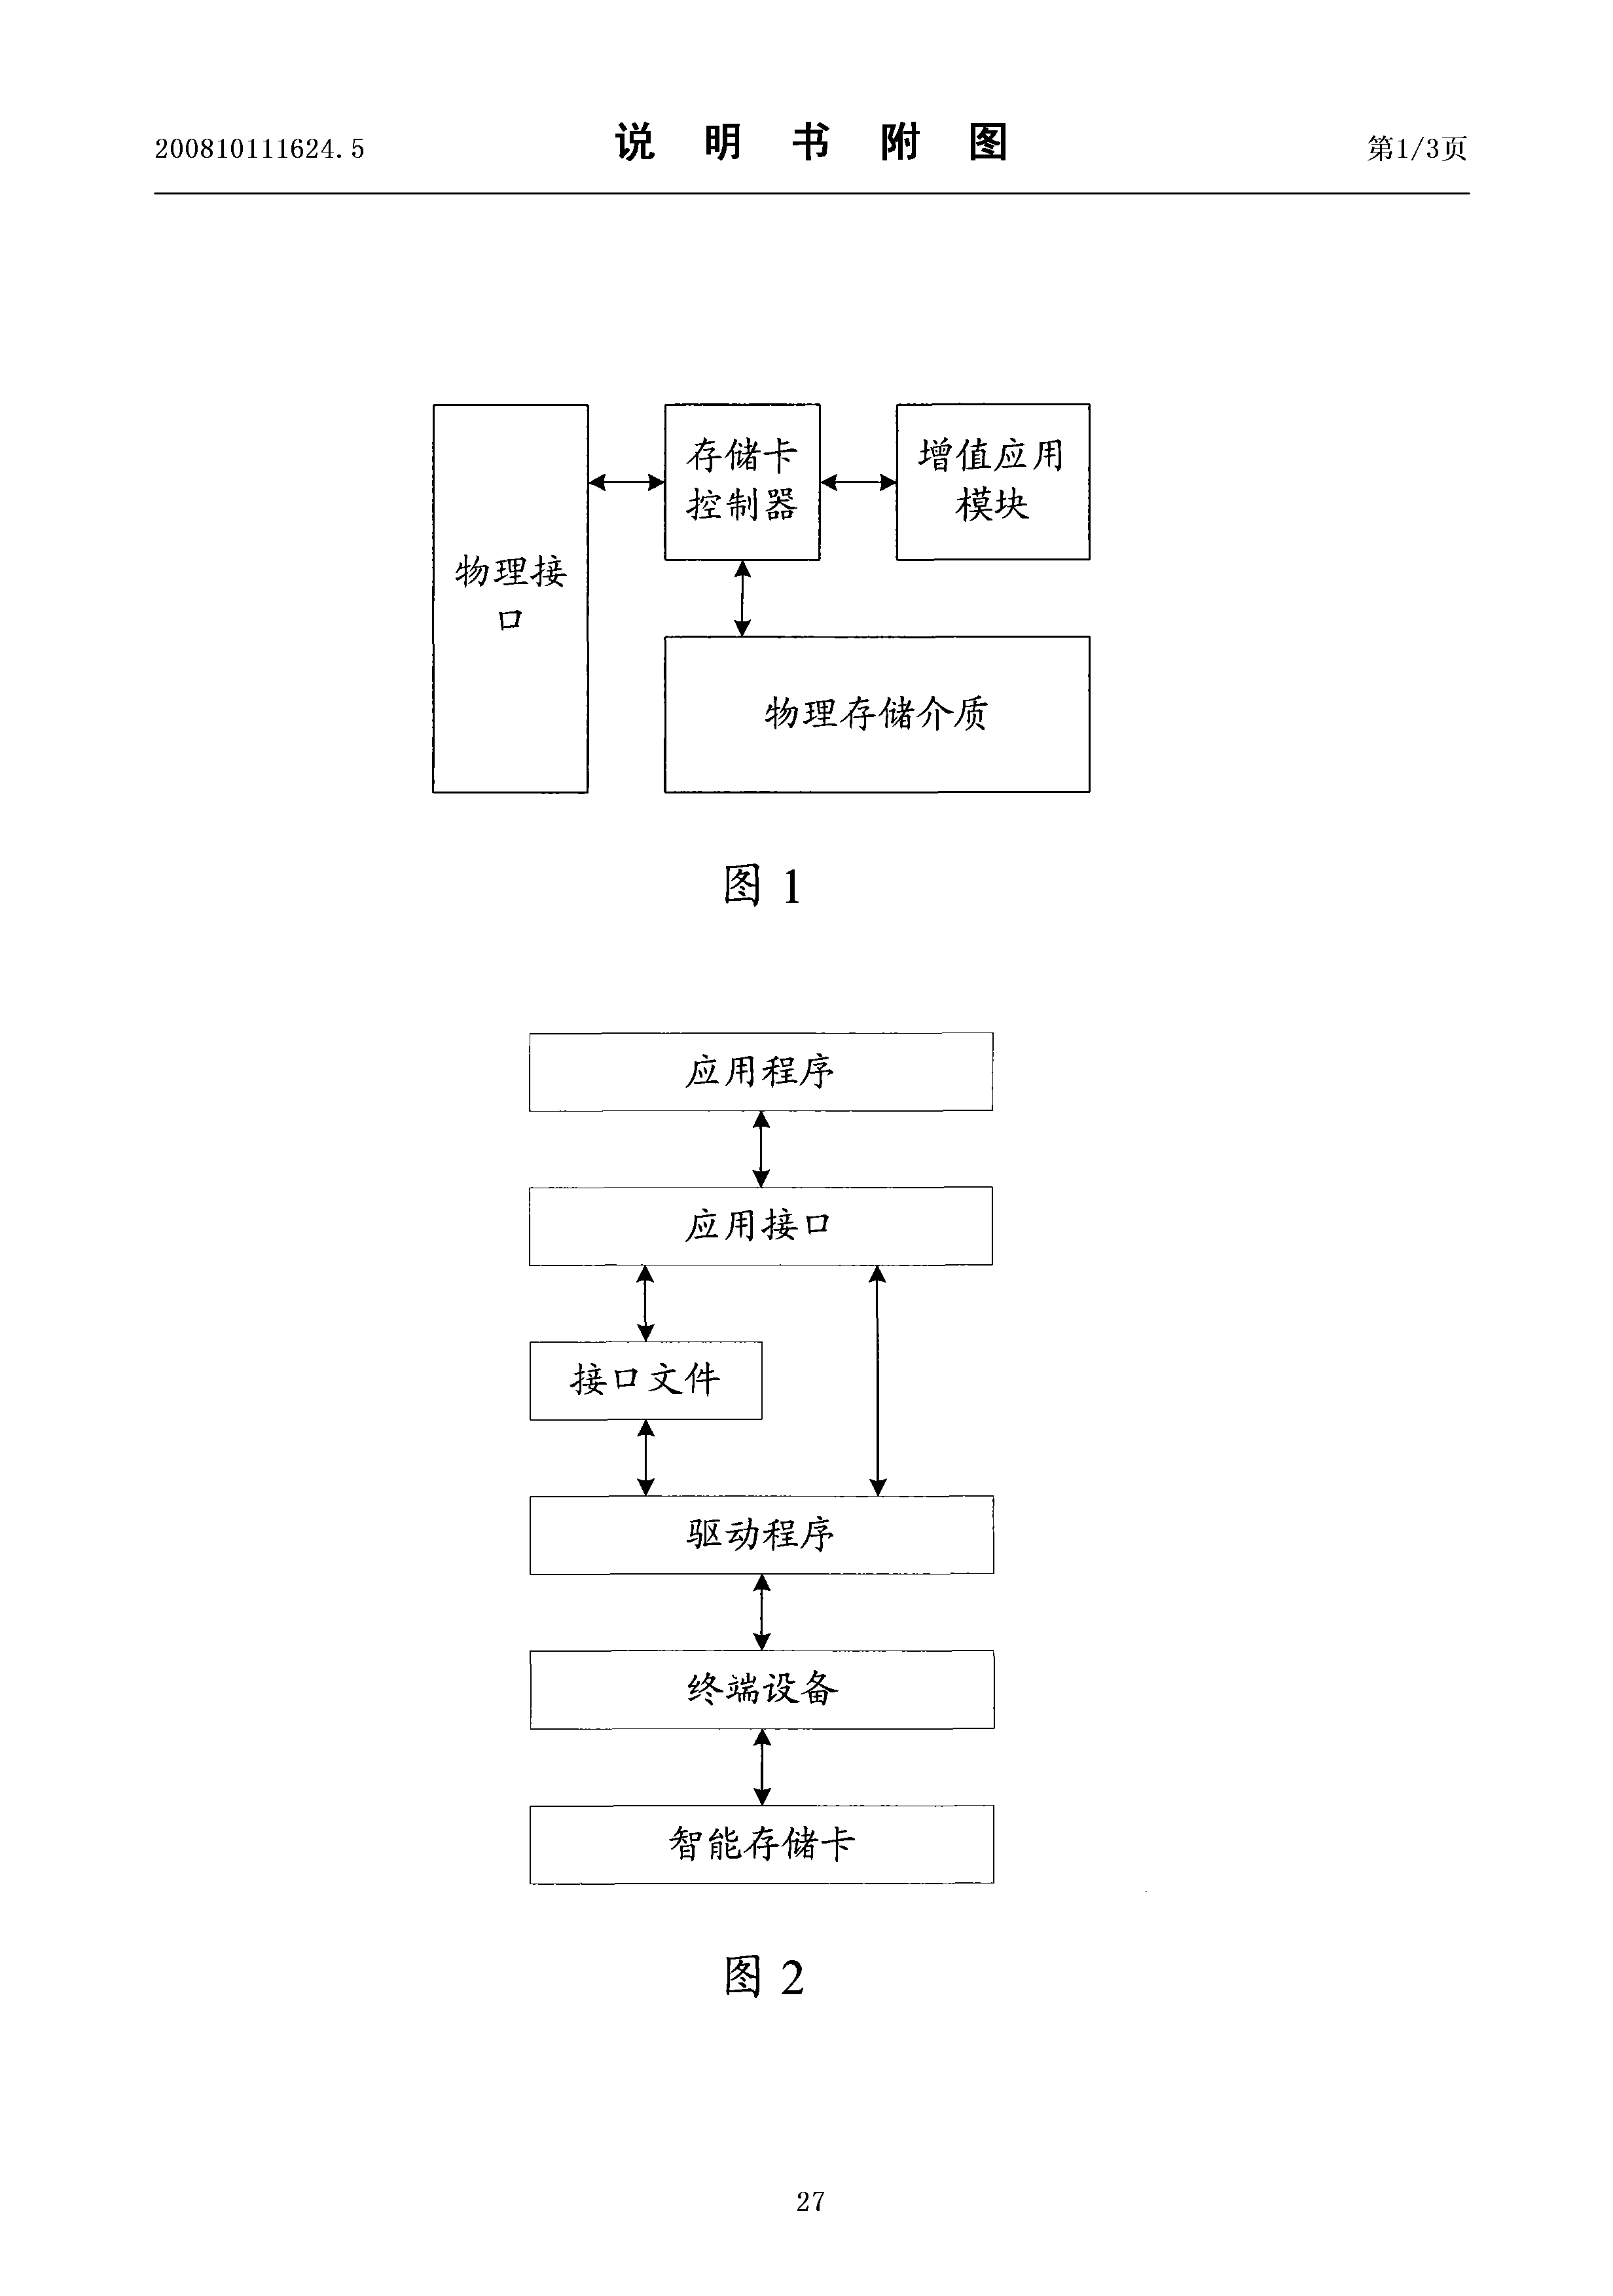 200810111624.5
说明书附图
第1/3页
物理接
口
存储卡
控制器
增值应用
模块
物理存储介质
图 1
应用程序
应用接口
接口文件
驱动程序
终端设备
智能存储卡
图 2
27